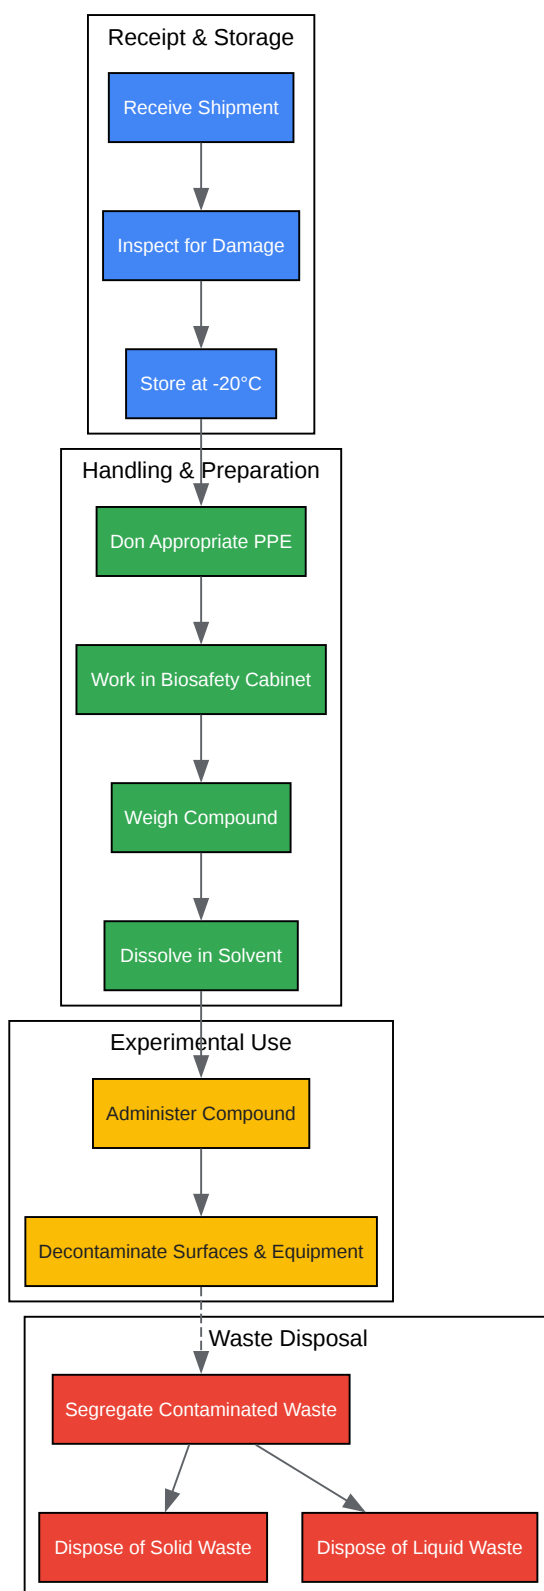 Receipt & Storage
Receive Shipment
Inspect for Damage
Store at -20°C
Handling & Preparation
Don Appropriate PPE
Work in Biosafety Cabinet
Weigh Compound
Dissolve in Solvent
Experimental Use
Administer Compound
Decontaminate Surfaces & Equipment
Waste Disposal
Segregate Contaminated Waste
Dispose of Solid Waste
Dispose of Liquid Waste